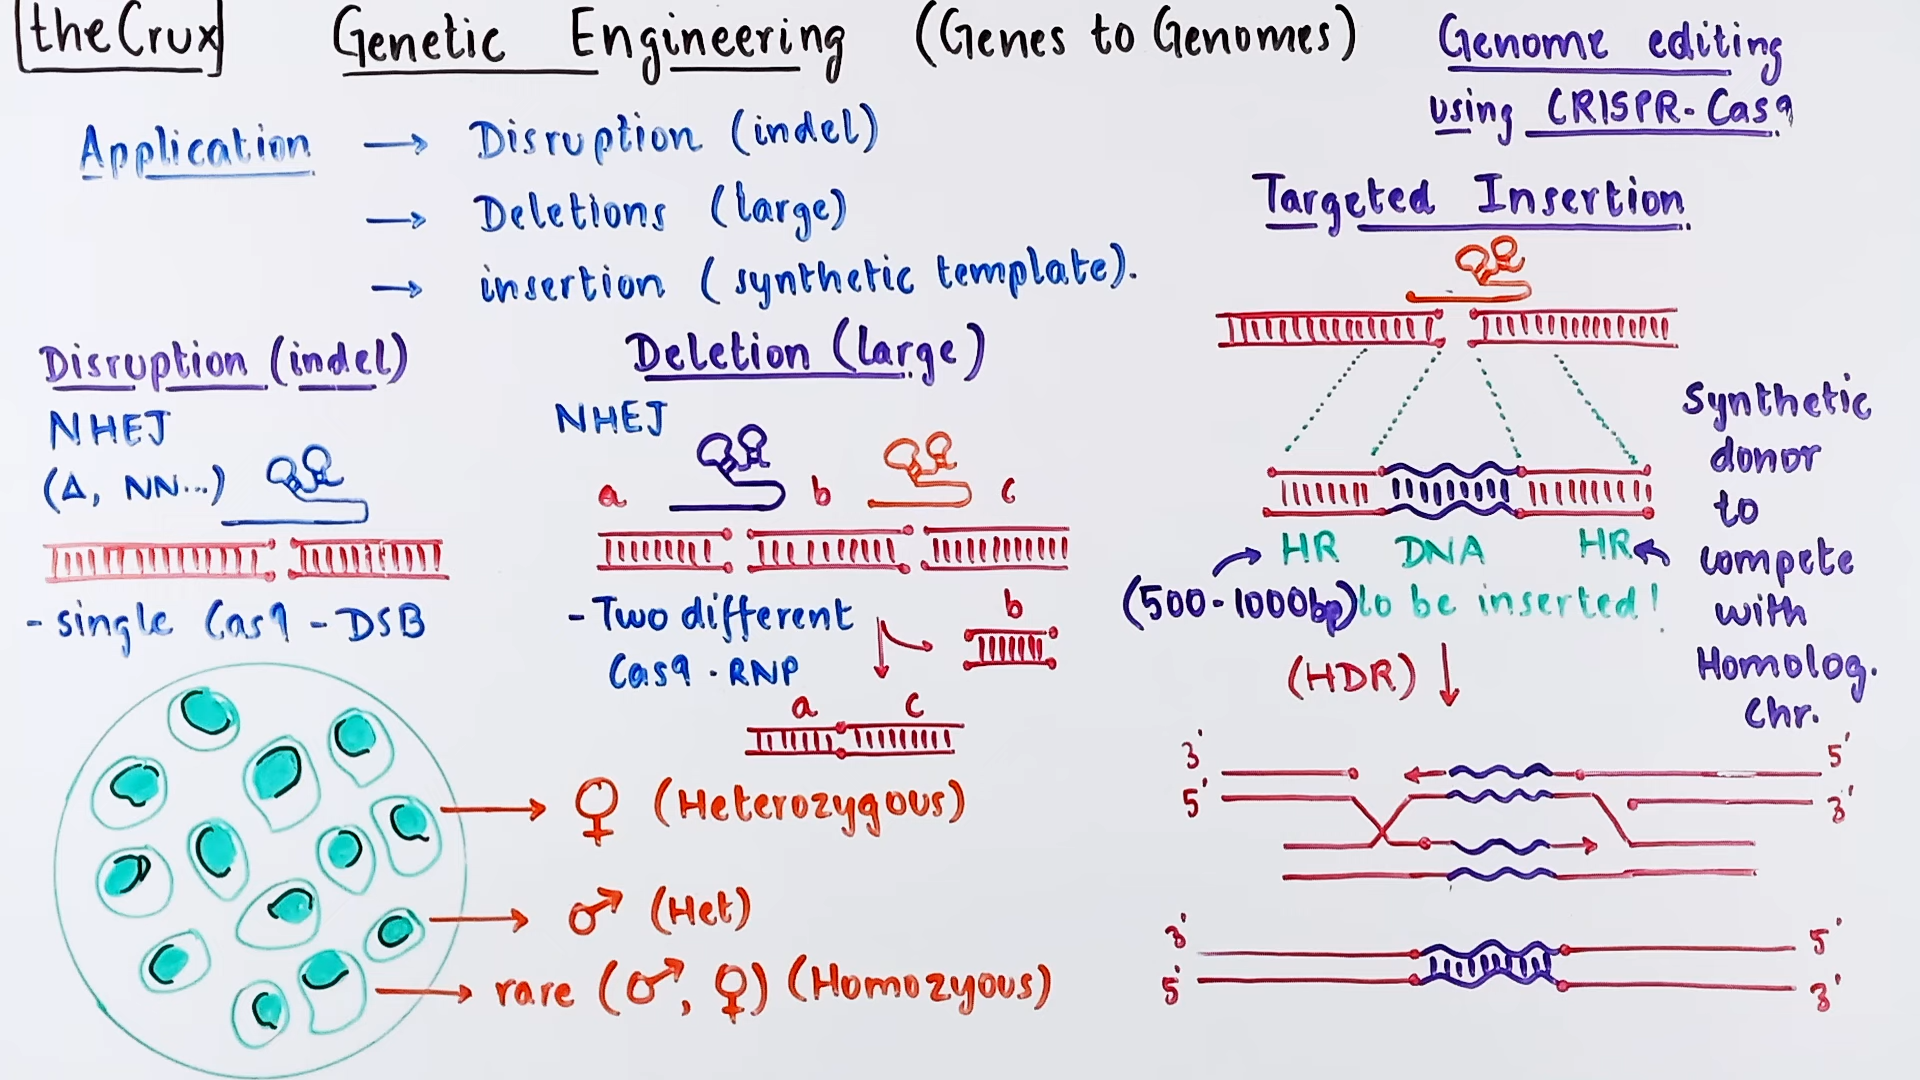 theCrux
Genetic Engineering (Genes to Genomes)
Genome editing
using CRISPR-Cas9
Application → Disruption (indel)
→ Deletions (large)
→ insertion (synthetic template).
Disruption (indel)
NHEJ
(Δ, NN...)
- single Cas9 - DSB
Deletion (large)
NHEJ
a b c
- Two different
Cas9 - RNP
b
a c
♀ (Heterozygous)
♂ (Het)
rare (♂, ♀) (Homozyous)
Targeted Insertion
HR DNA HR
(500-1000bp) to be inserted!
Synthetic
donor
to
compete
with
Homolog.
Chr.
(HDR) ↓
3' 5'
5' 3'
3' 5'
5' 3'